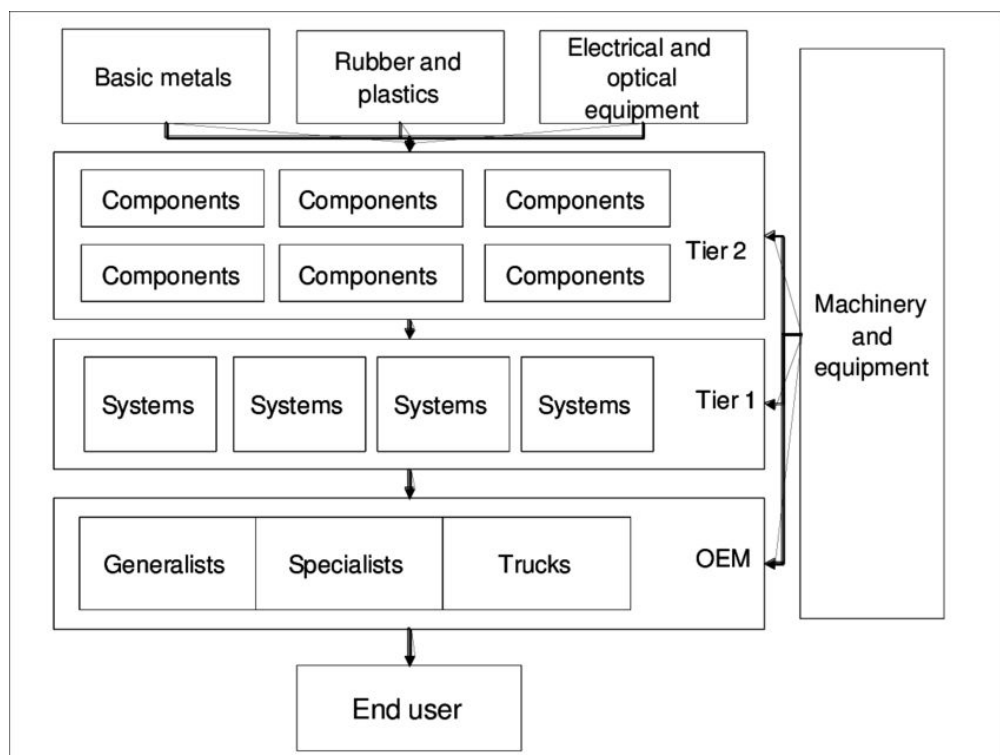 Basic metals
Rubber and
plastics
Electrical and
optical
equipment
Components
Components
Components
Components
Components
Components
Tier 2
Machinery
and
equipment
Systems
Systems
Systems
Systems
Tier 1
Generalists
Specialists
Trucks
OEM
End user